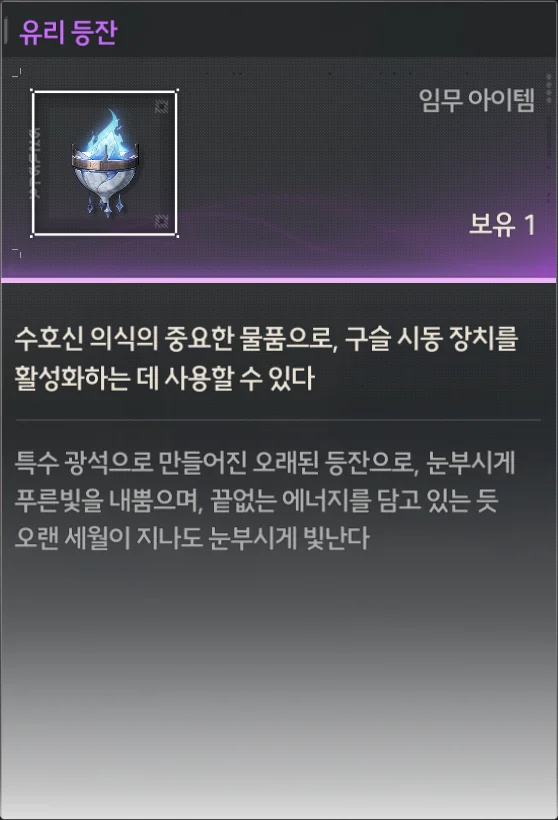 유리 등잔
임무 아이템
보유 1
수호신 의식의 중요한 물품으로, 구슬 시동 장치를
활성화하는 데 사용할 수 있다
특수 광석으로 만들어진 오래된 등잔으로, 눈부시게
푸른빛을 내뿜으며, 끝없는 에너지를 담고 있는 듯
오랜 세월이 지나도 눈부시게 빛난다